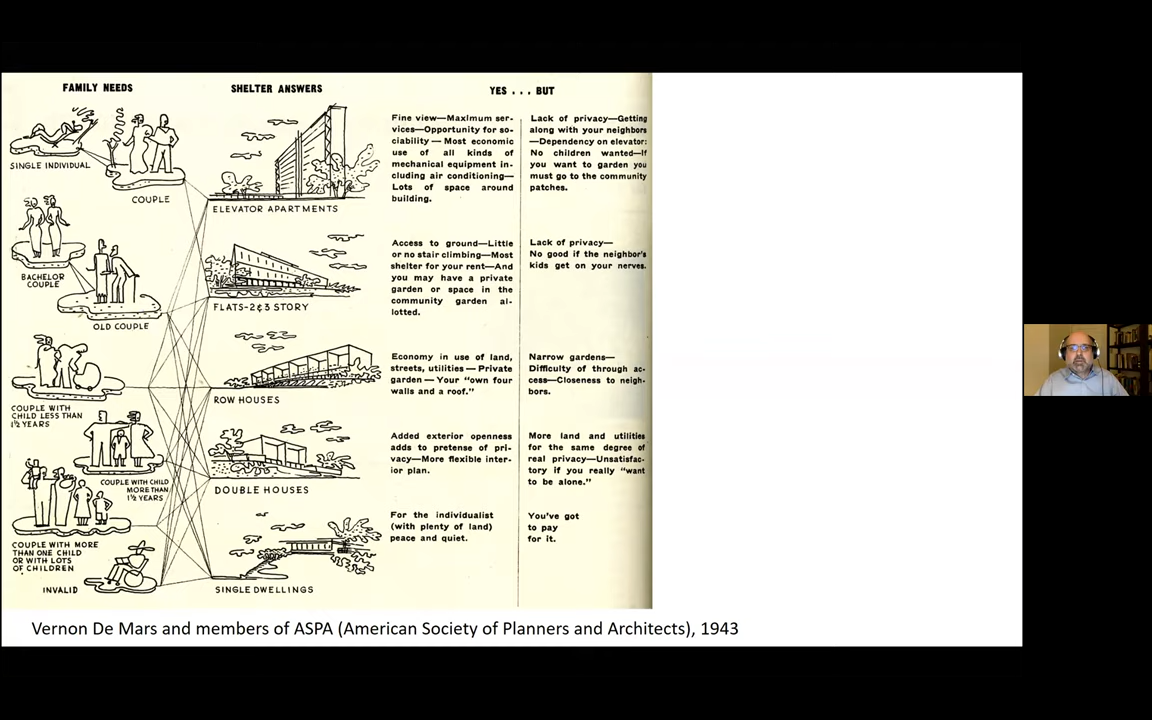 FAMILY NEEDS
SHELTER ANSWERS
YES . . . BUT
SINGLE INDIVIDUAL
COUPLE
ELEVATOR APARTMENTS
Fine view—Maximum ser-
vices—Opportunity for so-
ciability — Most economic
use of all kinds of
mechanical equipment in-
cluding air conditioning—
Lots of space around
building.
Lack of privacy—Getting
along with your neighbors
—Dependency on elevator:
No children wanted—If
you want to garden you
must go to the community
patches.
BACHELOR
COUPLE
OLD COUPLE
FLATS-2¢3 STORY
Access to ground—Little
or no stair climbing—Most
shelter for your rent—And
you may have a private
garden or space in the
community garden al-
lotted.
Lack of privacy—
No good if the neighbor's
kids get on your nerves.
COUPLE WITH
CHILD LESS THAN
1½ YEARS
ROW HOUSES
Economy in use of land,
streets, utilities — Private
garden — Your "own four
walls and a roof."
Narrow gardens—
Difficulty of through ac-
cess—Closeness to neigh-
bors.
COUPLE WITH CHILD
MORE THAN
1½ YEARS
DOUBLE HOUSES
Added exterior openness
adds to pretense of pri-
vacy—More flexible inter-
ior plan.
More land and utilities
for the same degree of
real privacy—Unsatisfac-
tory if you really "want
to be alone."
COUPLE WITH MORE
THAN ONE CHILD
OR WITH LOTS
OF CHILDREN
INVALID
SINGLE DWELLINGS
For the individualist
(with plenty of land)
peace and quiet.
You've got
to pay
for it.
Vernon De Mars and members of ASPA (American Society of Planners and Architects), 1943